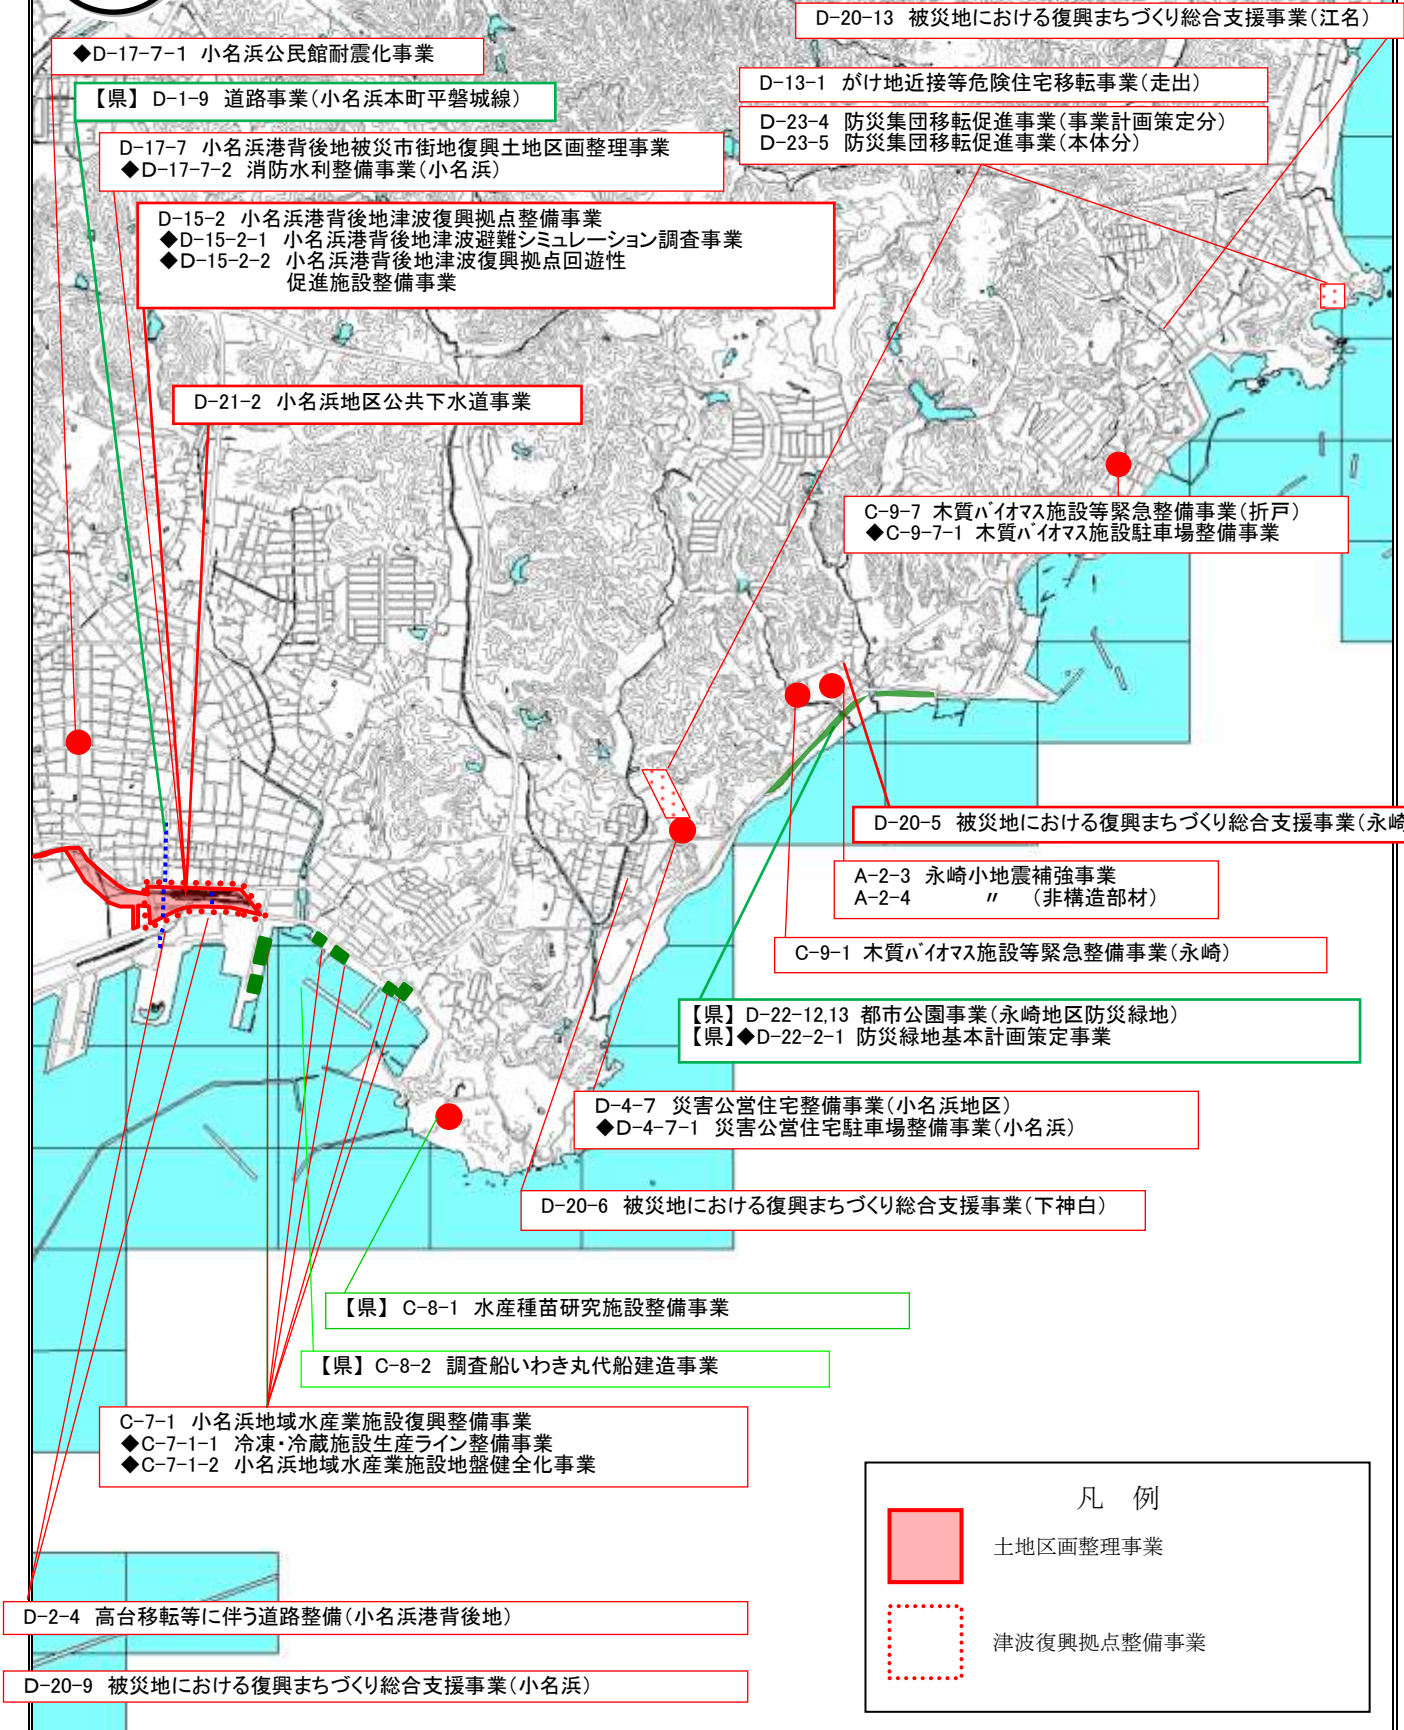 D-20-13 被災地における復興まちづくり総合支援事業(江名)
◆D-17-7-1 小名浜公民館耐震化事業
D-13-1 がけ地近接等危険住宅移転事業(走出)
【県】 D-1-9 道路事業(小名浜本町平磐城線)
D-23-4 防災集団移転促進事業(事業計画策定分)
D-23-5 防災集団移転促進事業(本体分)
D-17-7 小名浜港背後地被災市街地復興土地区画整理事業
◆D-17-7-2 消防水利整備事業(小名浜)
D-15-2 小名浜港背後地津波復興拠点整備事業
◆D-15-2-1 小名浜港背後地津波避難シミュレーション調査事業
◆D-15-2-2 小名浜港背後地津波復興拠点回遊性
促進施設整備事業
D-21-2 小名浜地区公共下水道事業
C-9-7 木質バイオマス施設等緊急整備事業(折戸)
◆C-9-7-1 木質バイオマス施設駐車場整備事業
D-20-5 被災地における復興まちづくり総合支援事業(永崎
A-2-3 永崎小地震補強事業
A-2-4 〃 (非構造部材)
C-9-1 木質バイオマス施設等緊急整備事業(永崎)
【県】 D-22-12,13 都市公園事業(永崎地区防災緑地)
【県】◆D-22-2-1 防災緑地基本計画策定事業
D-4-7 災害公営住宅整備事業(小名浜地区)
◆D-4-7-1 災害公営住宅駐車場整備事業(小名浜)
D-20-6 被災地における復興まちづくり総合支援事業(下神白)
【県】 C-8-1 水産種苗研究施設整備事業
【県】 C-8-2 調査船いわき丸代船建造事業
C-7-1 小名浜地域水産業施設復興整備事業
◆C-7-1-1 冷凍・冷蔵施設生産ライン整備事業
◆C-7-1-2 小名浜地域水産業施設地盤健全化事業
凡 例
土地区画整理事業
津波復興拠点整備事業
D-2-4 高台移転等に伴う道路整備(小名浜港背後地)
D-20-9 被災地における復興まちづくり総合支援事業(小名浜)